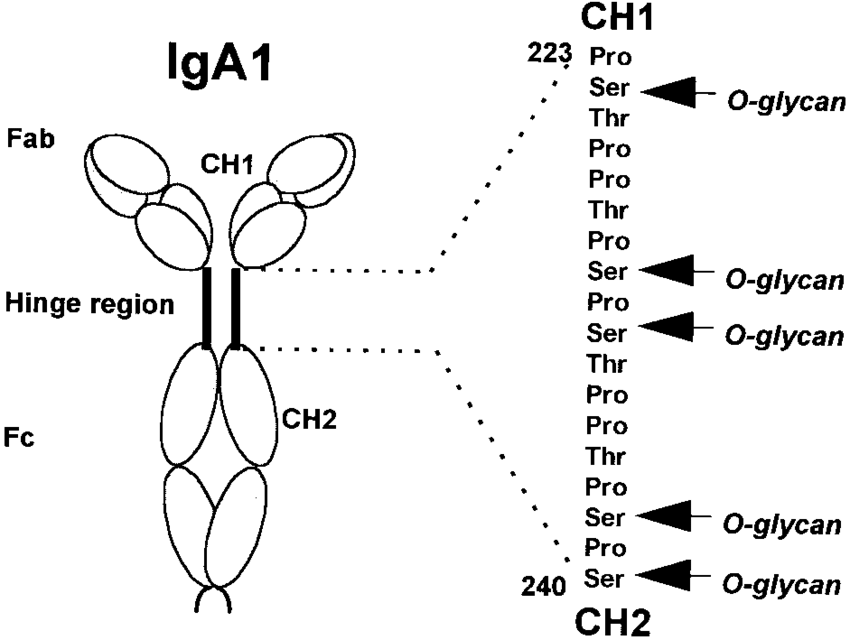 IgA1
Fab
CH1
Hinge region
CH2
Fc
CH1
223 Pro
Ser O-glycan
Thr
Pro
Pro
Thr
Pro
Ser O-glycan
Pro
Ser O-glycan
Thr
Pro
Pro
Thr
Pro
Ser O-glycan
Pro
240 Ser O-glycan
CH2